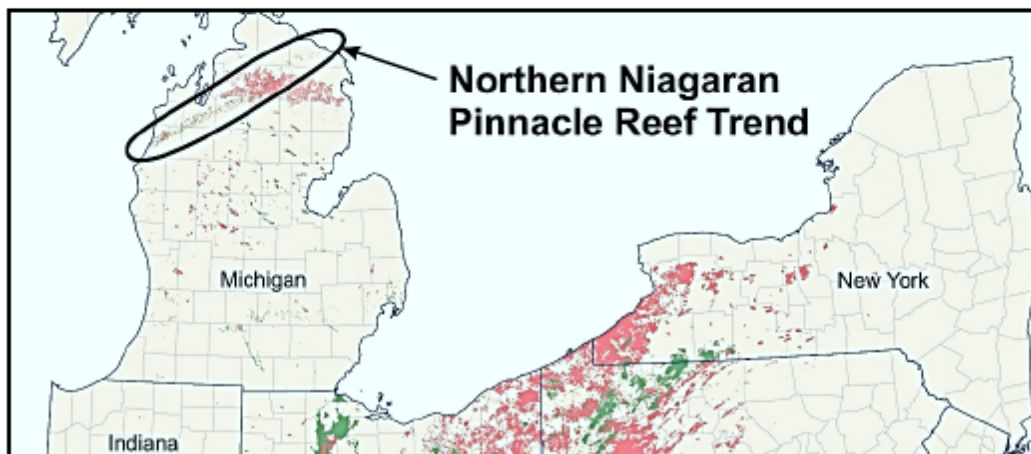 Northern Niagaran
Pinnacle Reef Trend
Michigan
New York
Indiana